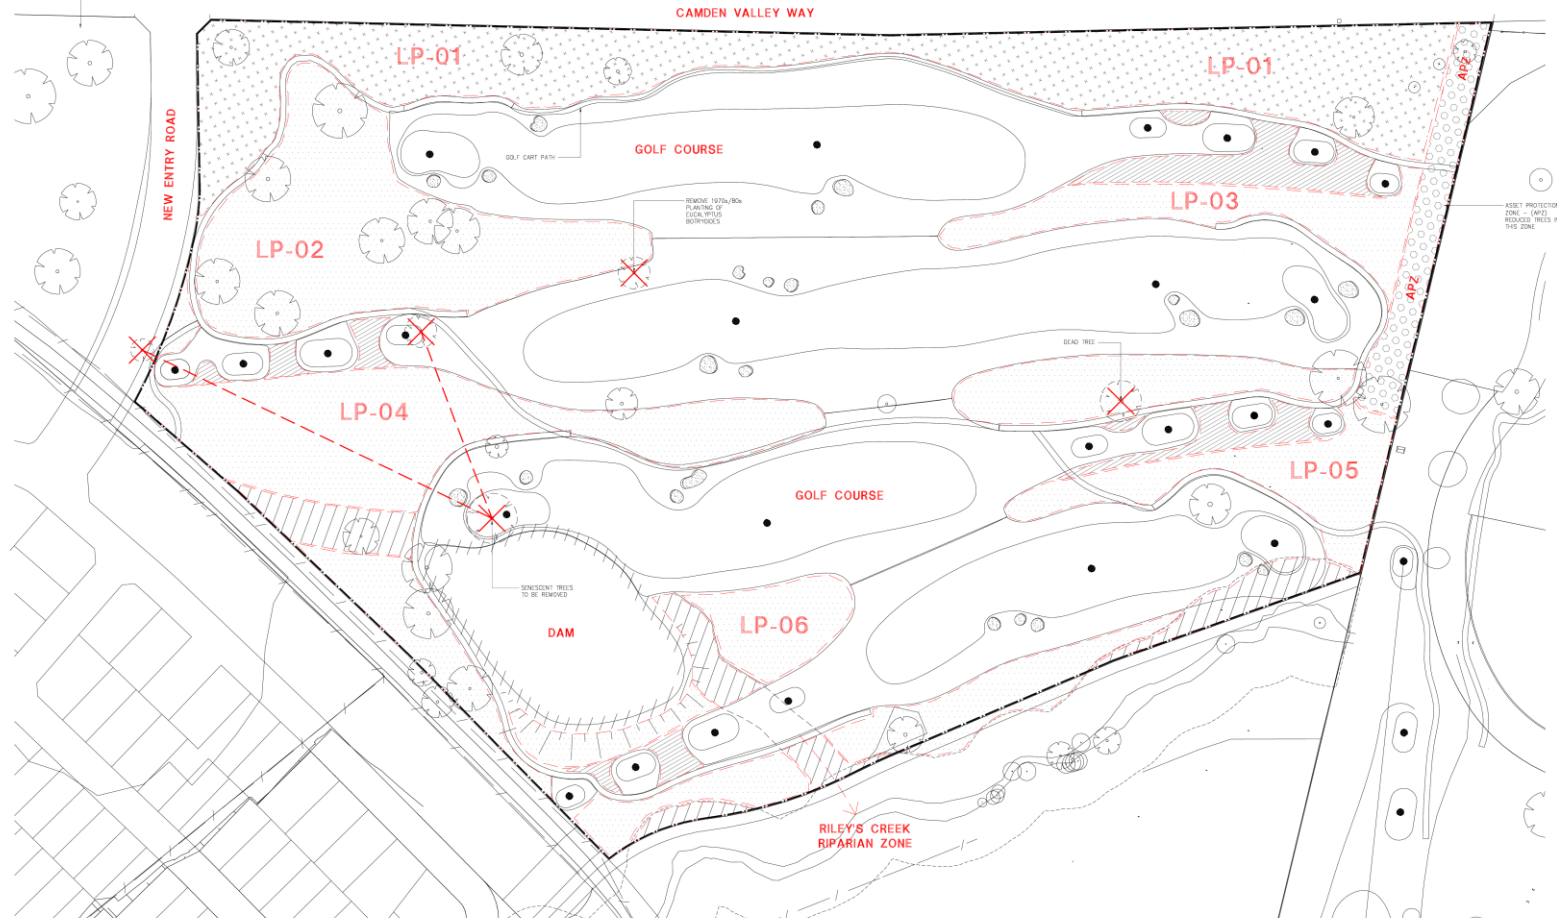 CAMDEN VALLEY WAY
LP-01
LP-01
APZ
NEW ENTRY ROAD
GOLF CART PATH
GOLF COURSE
REMOVE 1970s/80s
PLANTING OF
EUCALYPTUS
BOTRYOIDES
LP-02
LP-03
ASSET PROTECTION
ZONE - (APZ)
REDUCED TREES IN
THIS ZONE
APZ
DEAD TREE
LP-04
LP-05
GOLF COURSE
SENESCENT TREES
TO BE REMOVED
DAM
LP-06
RILEY'S CREEK
RIPARIAN ZONE